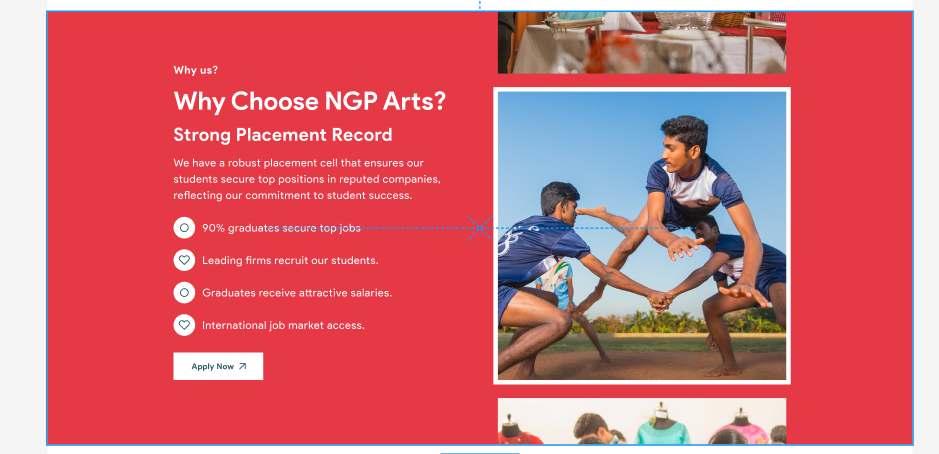 Why us?
Why Choose NGP Arts?
Strong Placement Record
We have a robust placement cell that ensures our
students secure top positions in reputed companies,
reflecting our commitment to student success.
90% graduates secure top jobs
Leading firms recruit our students.
Graduates receive attractive salaries.
International job market access.
Apply Now